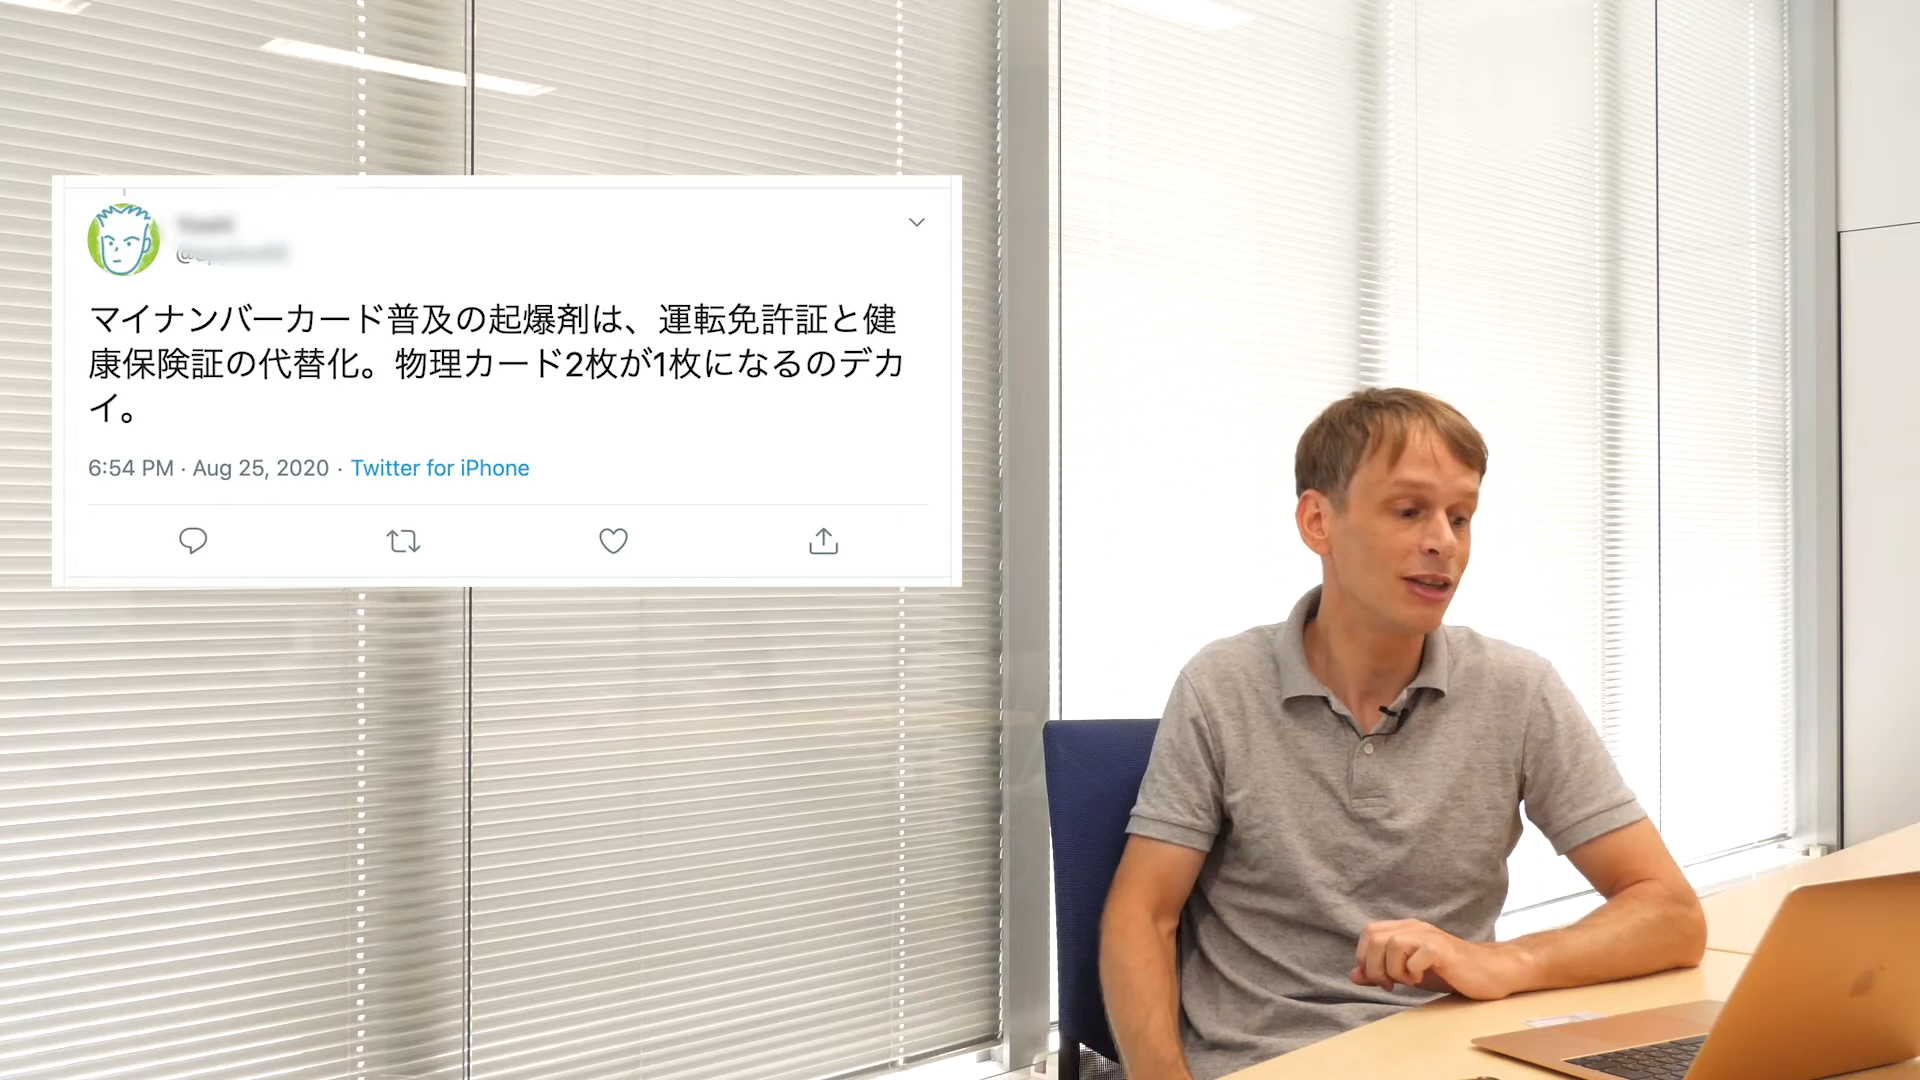 マイナンバーカード普及の起爆剤は、運転免許証と健
康保険証の代替化。物理カード2枚が1枚になるのデカ
イ。
6:54 PM · Aug 25, 2020 · Twitter for iPhone